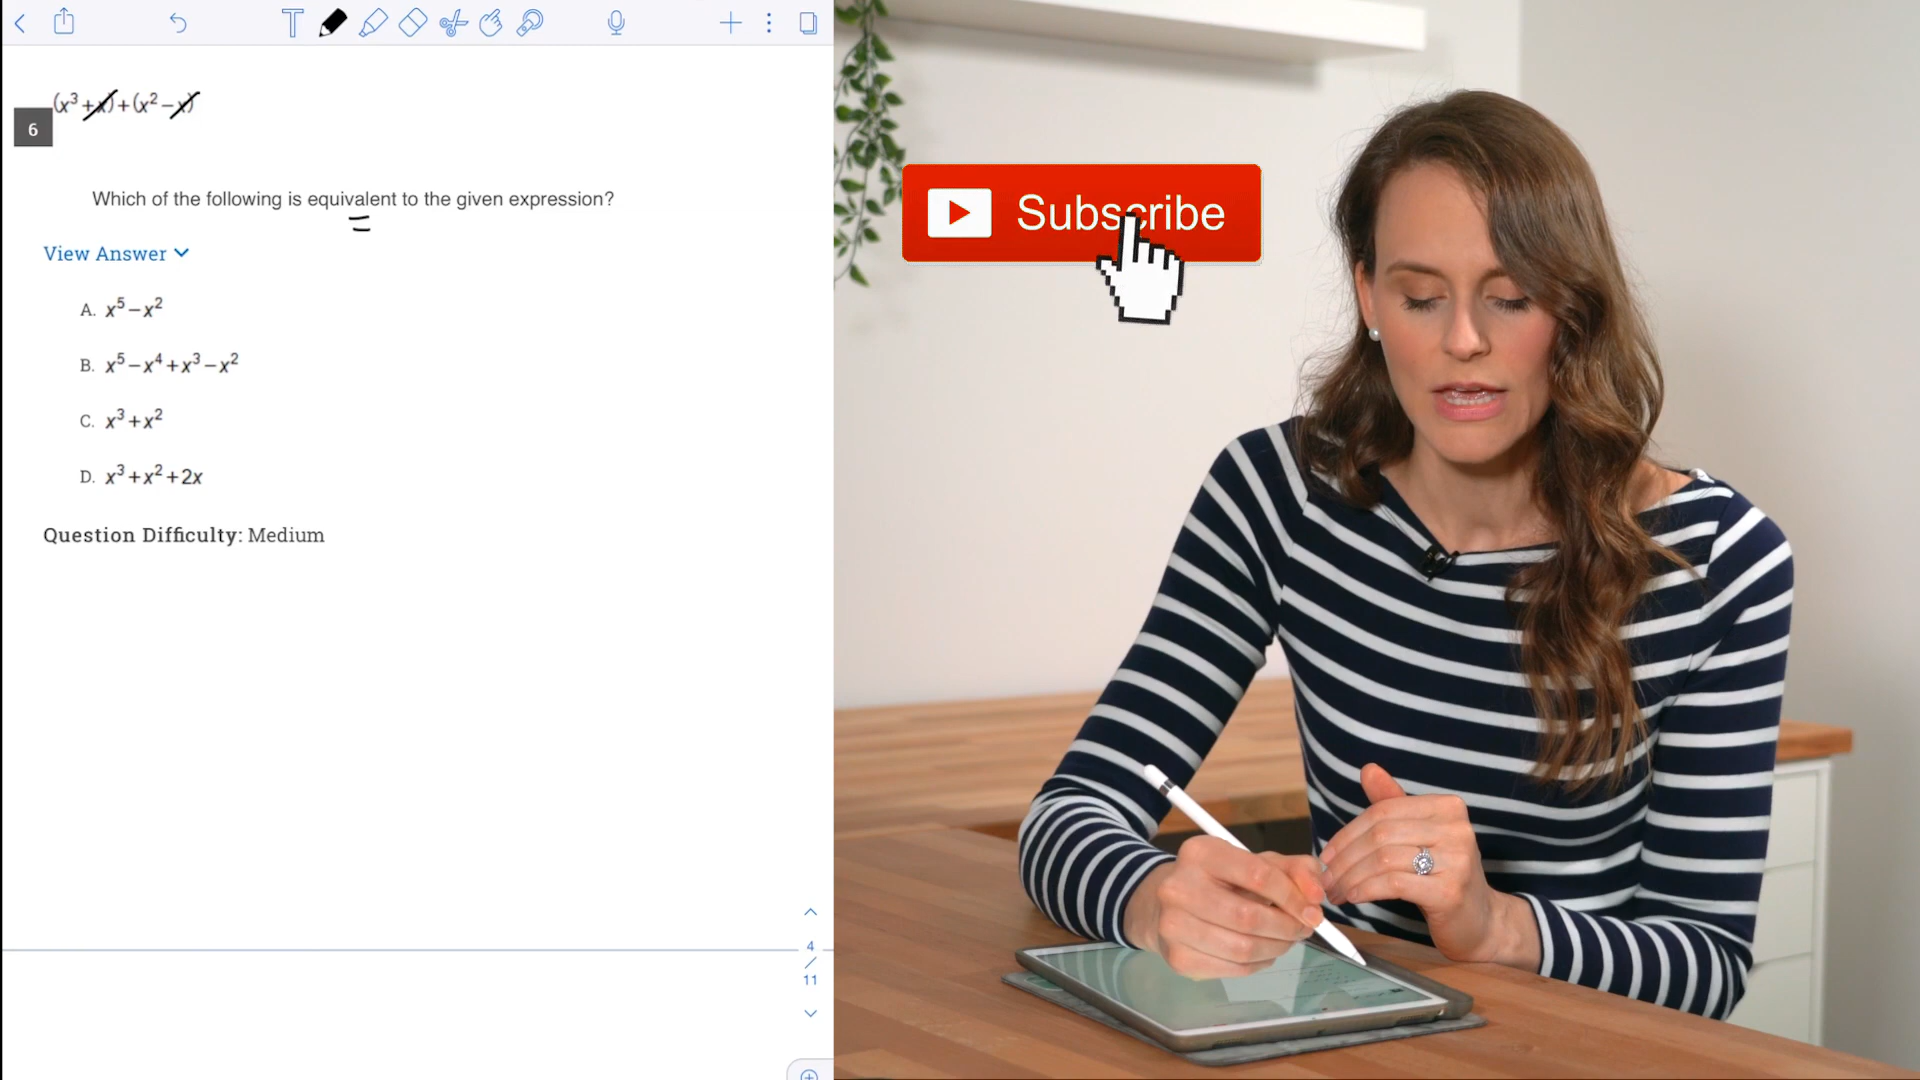 (x³+x)+(x²−x)
6
Which of the following is equivalent to the given expression?
=
View Answer
A. x⁵−x²
B. x⁵−x⁴+x³−x²
C. x³+x²
D. x³+x²+2x
Question Difficulty: Medium
4
/
11
Subscribe